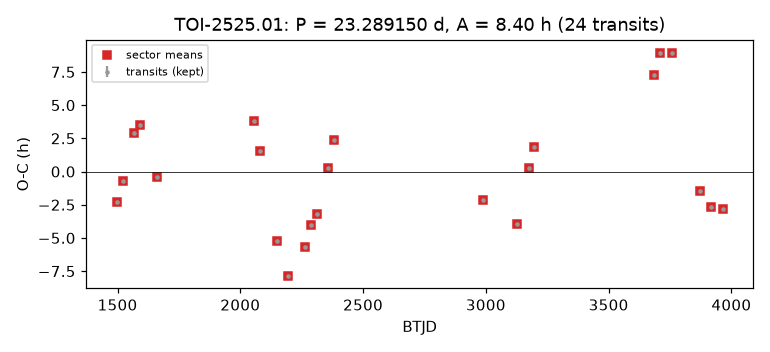 TOI-2525.01: P = 23.289150 d, A = 8.40 h (24 transits)
sector means
transits (kept)
7.5
5.0
2.5
0.0
−2.5
−5.0
−7.5
O-C (h)
1500 2000 2500 3000 3500 4000
BTJD